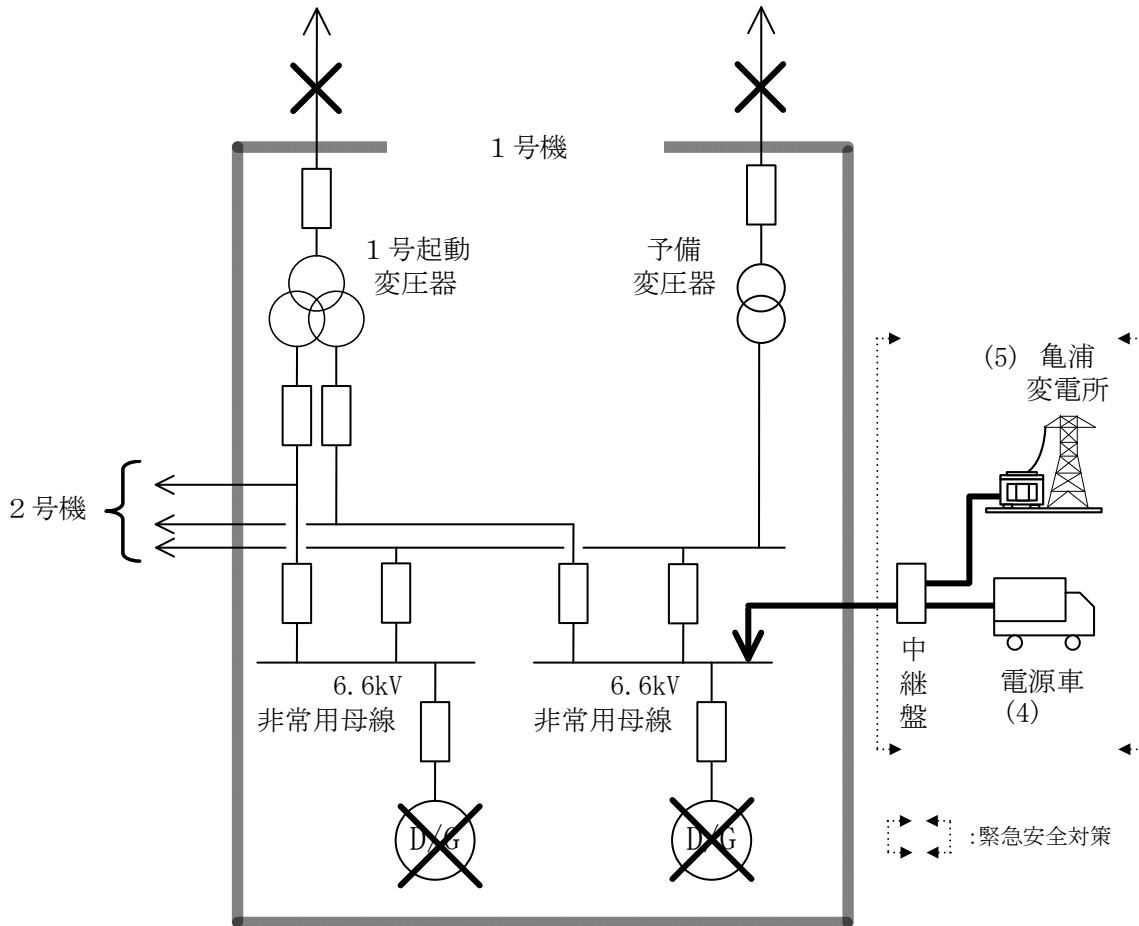 １号機
１号起動
変圧器
予備
変圧器
(5) 亀浦
変電所
２号機
中継盤
電源車
(4)
6.6kV
非常用母線
6.6kV
非常用母線
D/G
D/G
:緊急安全対策